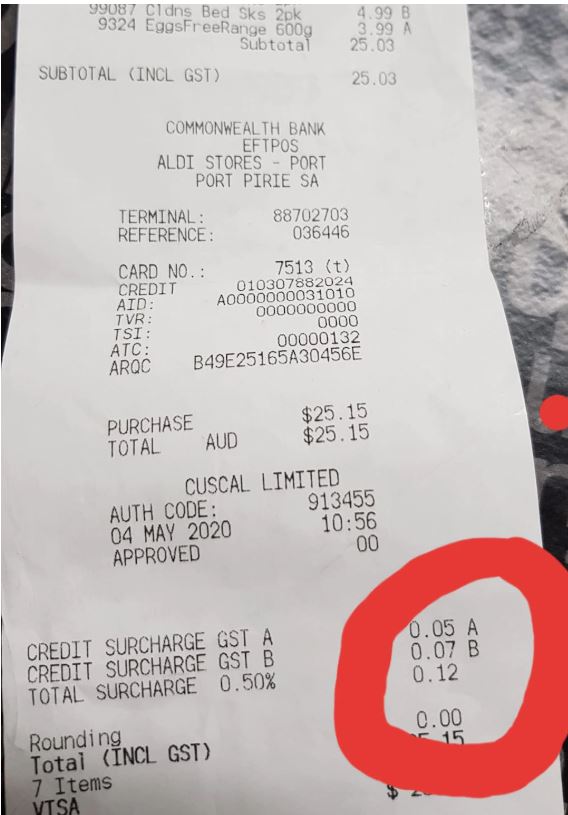 99087 Cldns Bed Sks 2pk 4.99 B
9324 EggsFreeRange 600g 3.99 A
Subtotal 25.03
SUBTOTAL (INCL GST) 25.03
COMMONWEALTH BANK
EFTPOS
ALDI STORES - PORT
PORT PIRIE SA
TERMINAL: 88702703
REFERENCE: 036446
CARD NO.: 7513 (t)
CREDIT 010307882024
AID: A0000000031010
TVR: 0000000000
TSI: 0000
ATC: 00000132
ARQC B49E25165A30456E
PURCHASE $25.15
TOTAL AUD $25.15
CUSCAL LIMITED
AUTH CODE: 913455
04 MAY 2020 10:56
APPROVED 00
CREDIT SURCHARGE GST A 0.05 A
CREDIT SURCHARGE GST B 0.07 B
TOTAL SURCHARGE 0.50% 0.12
Rounding 0.00
Total (INCL GST)
7 Items
VISA $